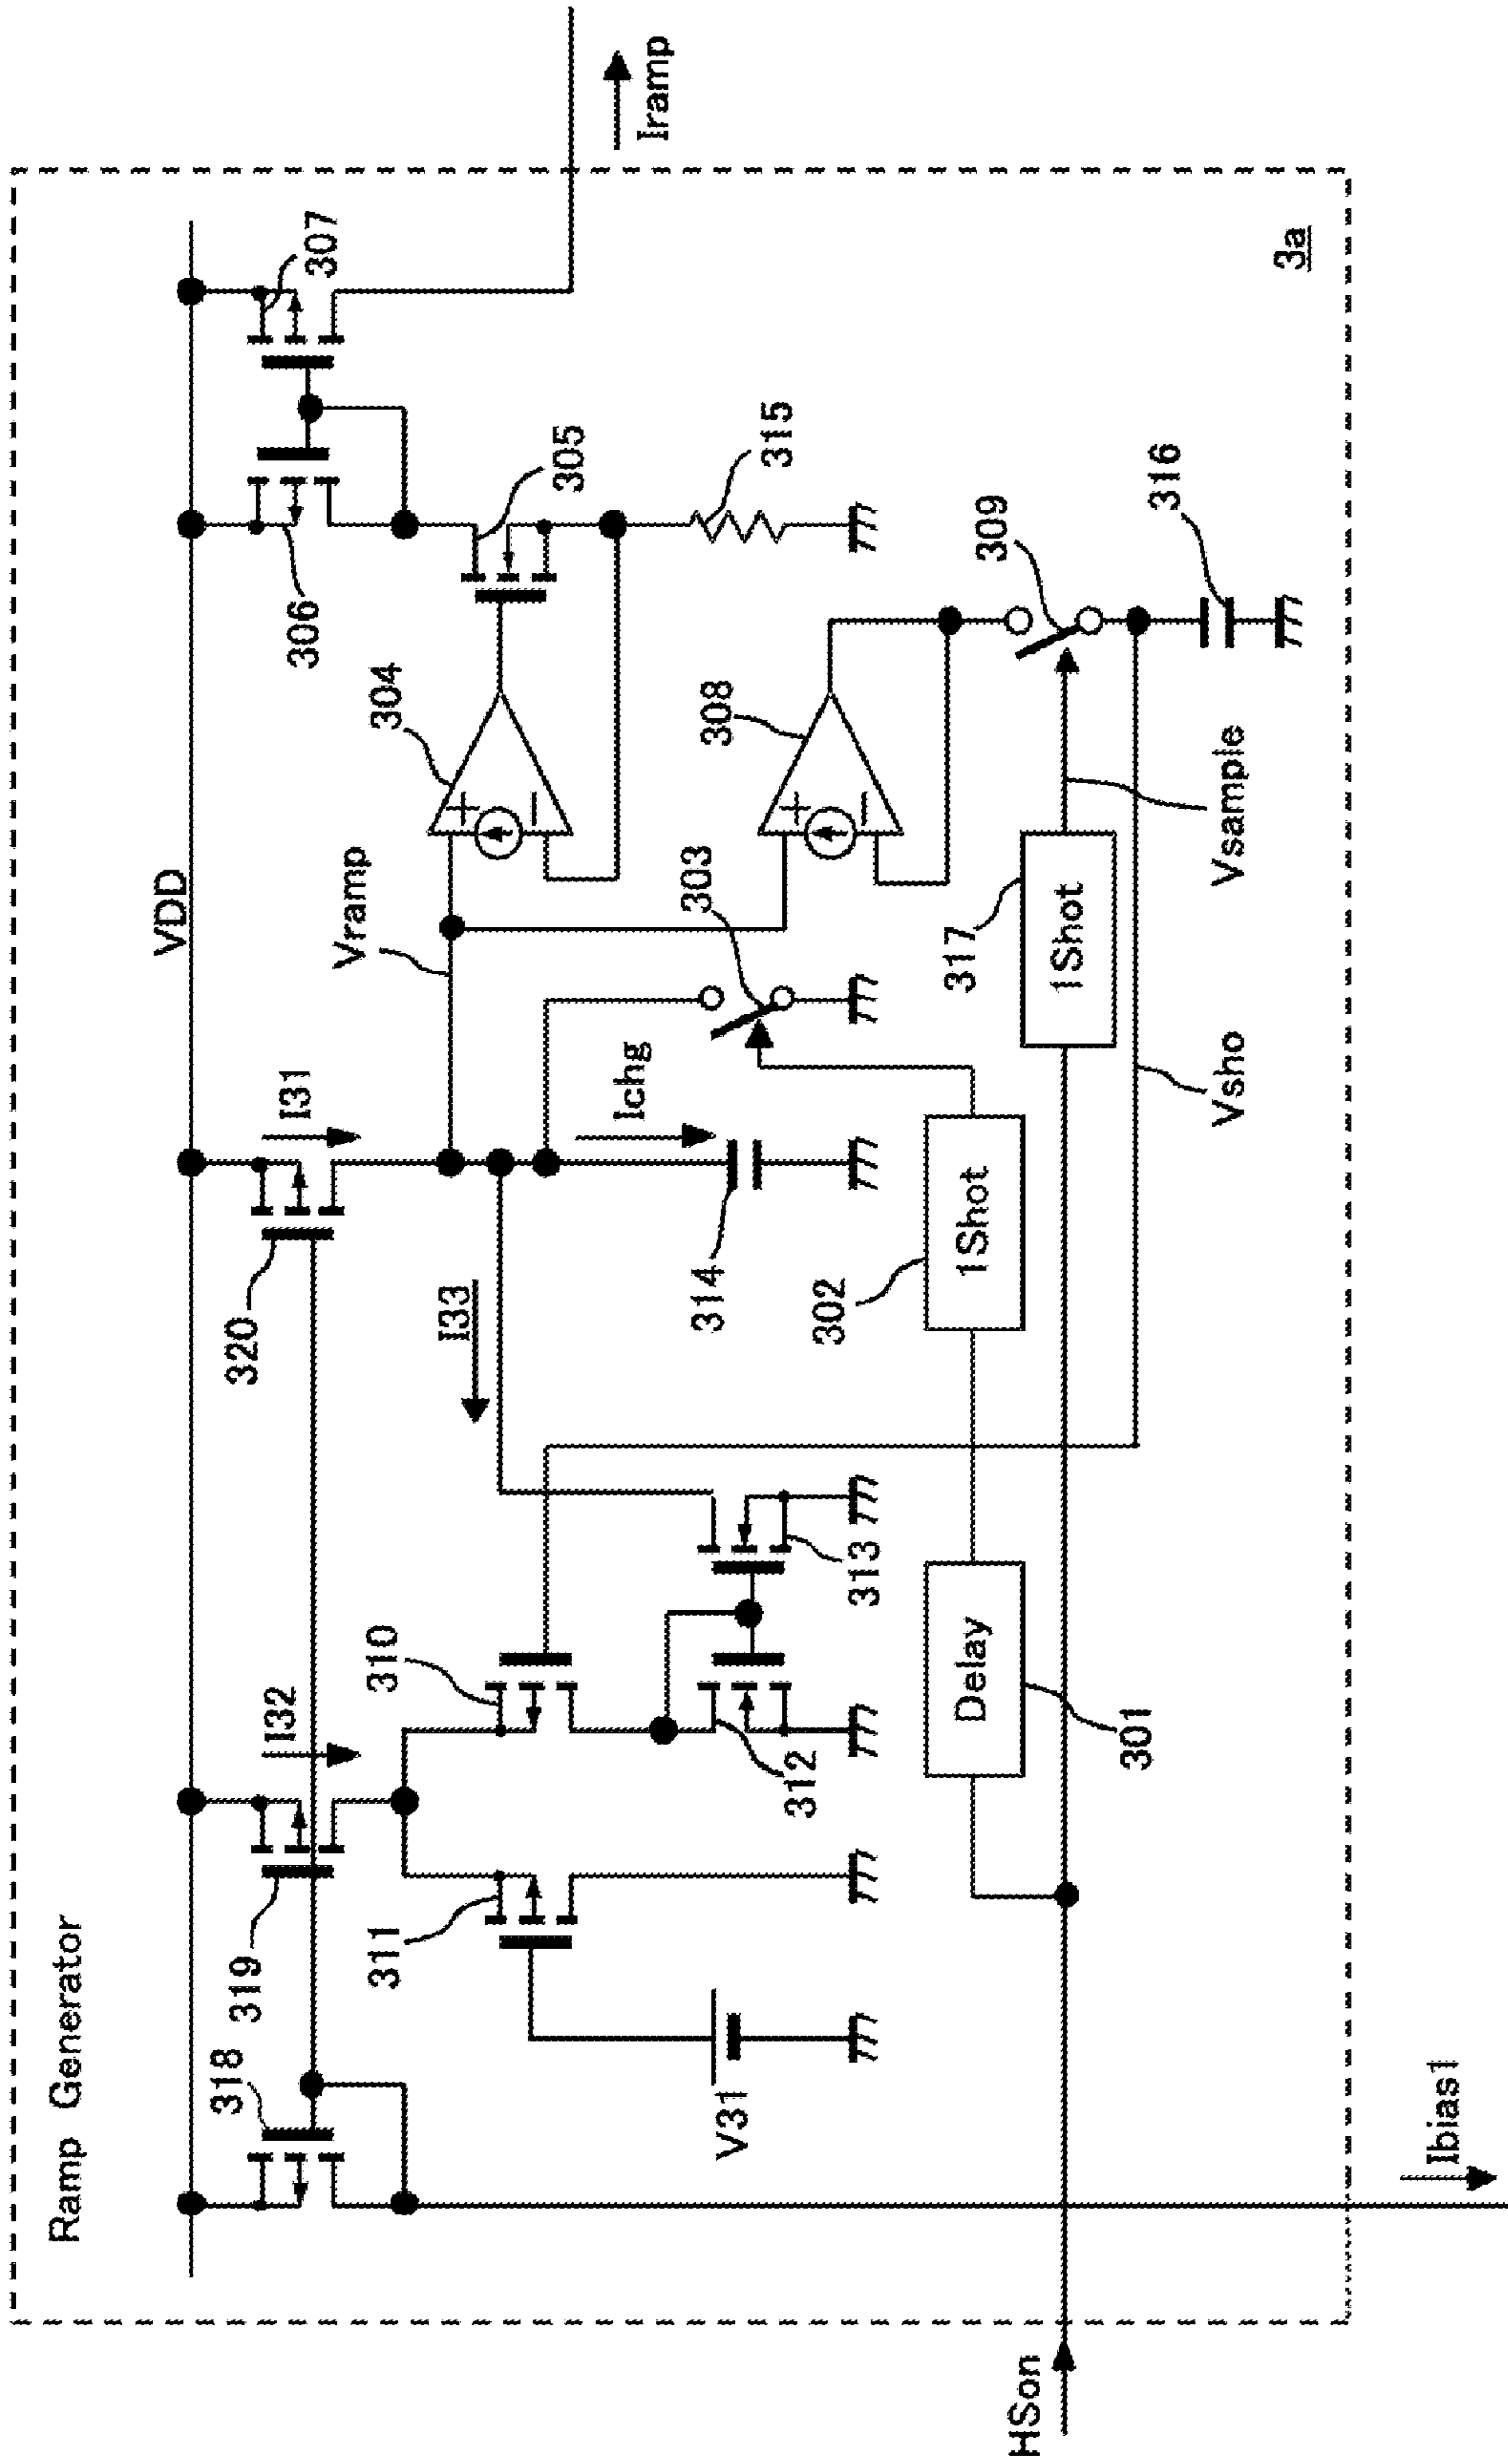 Ramp Generator
VDD
318
319
I32
320
I31
306
307
Iramp
311
310
I33
Vramp
304
305
315
V31
312
313
314
Ichg
303
308
309
316
301
Delay
302
1Shot
317
1Shot
Vsample
Vsho
HSon
Ibias1
3a